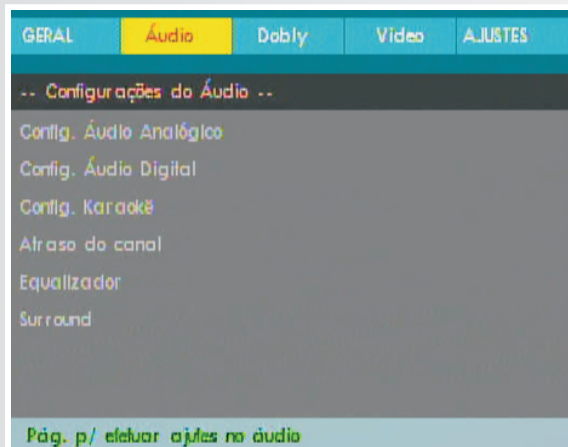 GERAL Áudio Dobly Vídeo AJUSTES
-- Configurações do Áudio --
Config. Áudio Analógico
Config. Áudio Digital
Config. Karaokê
Atraso do canal
Equalizador
Surround
Pág. p/ efetuar ajutes no áudio